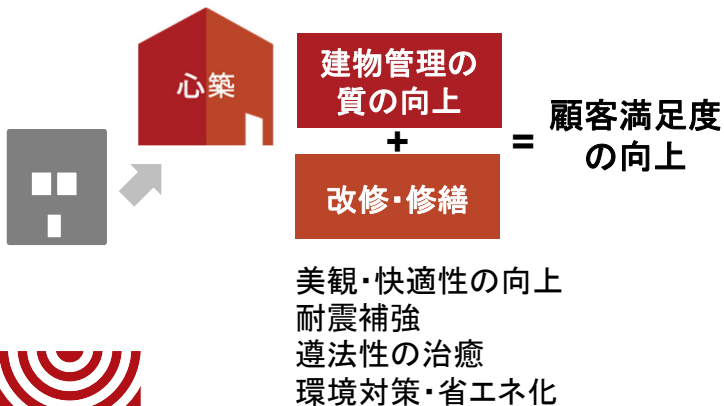 心築
建物管理の
質の向上
+
改修・修繕
=
顧客満足度
の向上
美観・快適性の向上
耐震補強
遵法性の治癒
環境対策・省エネ化